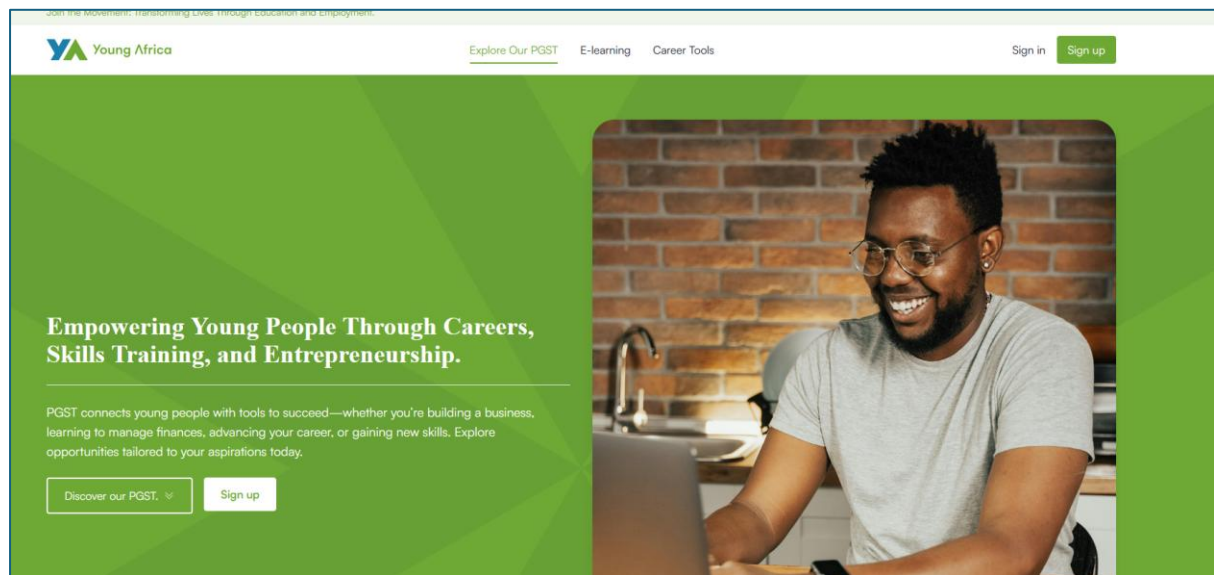 Join the Movement: Transforming Lives Through Education and Employment.
YA Young Africa
Explore Our PGST E-learning Career Tools
Sign in Sign up
Empowering Young People Through Careers,
Skills Training, and Entrepreneurship.
PGST connects young people with tools to succeed—whether you're building a business,
learning to manage finances, advancing your career, or gaining new skills. Explore
opportunities tailored to your aspirations today.
Discover our PGST. Sign up